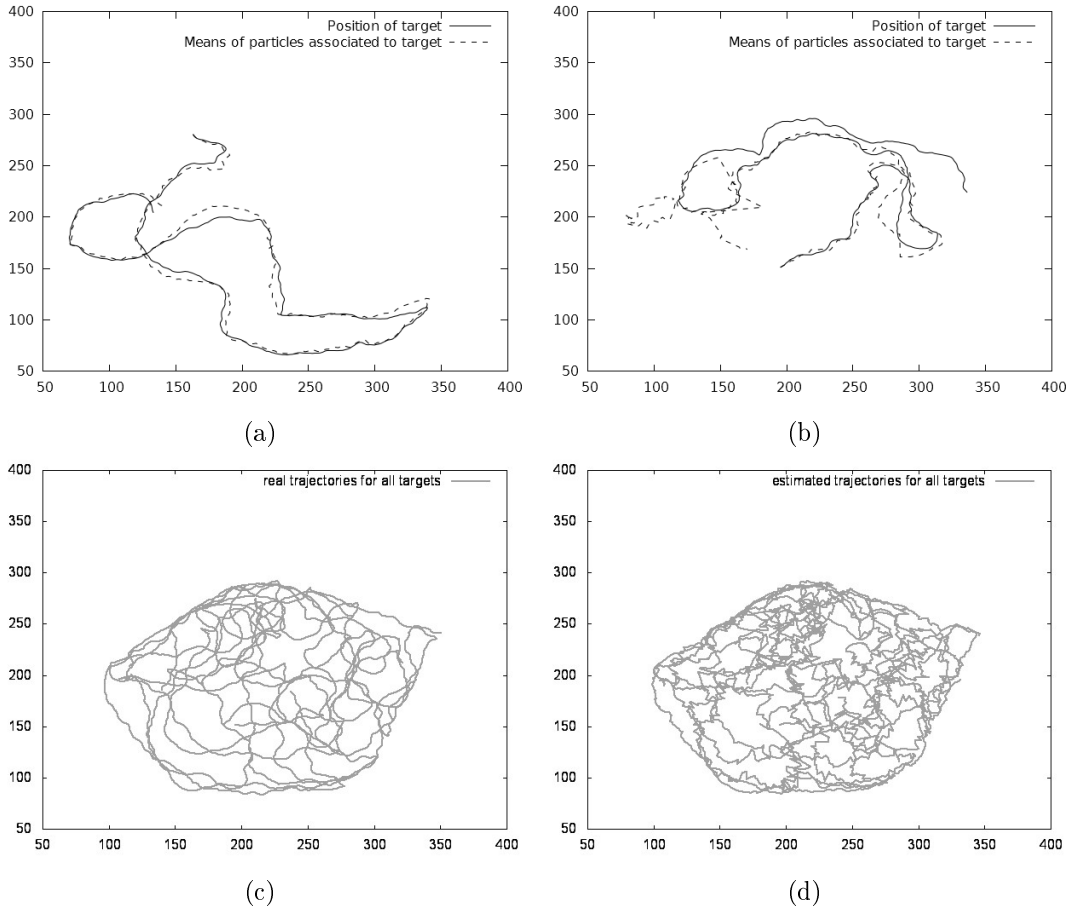 400
350
300
250
200
150
100
50
50 100 150 200 250 300 350 400
Position of target
Means of particles associated to target
(a)
400
350
300
250
200
150
100
50
50 100 150 200 250 300 350 400
Position of target
Means of particles associated to target
(b)
400
350
300
250
200
150
100
50
50 100 150 200 250 300 350 400
real trajectories for all targets
(c)
400
350
300
250
200
150
100
50
50 100 150 200 250 300 350 400
estimated trajectories for all targets
(d)